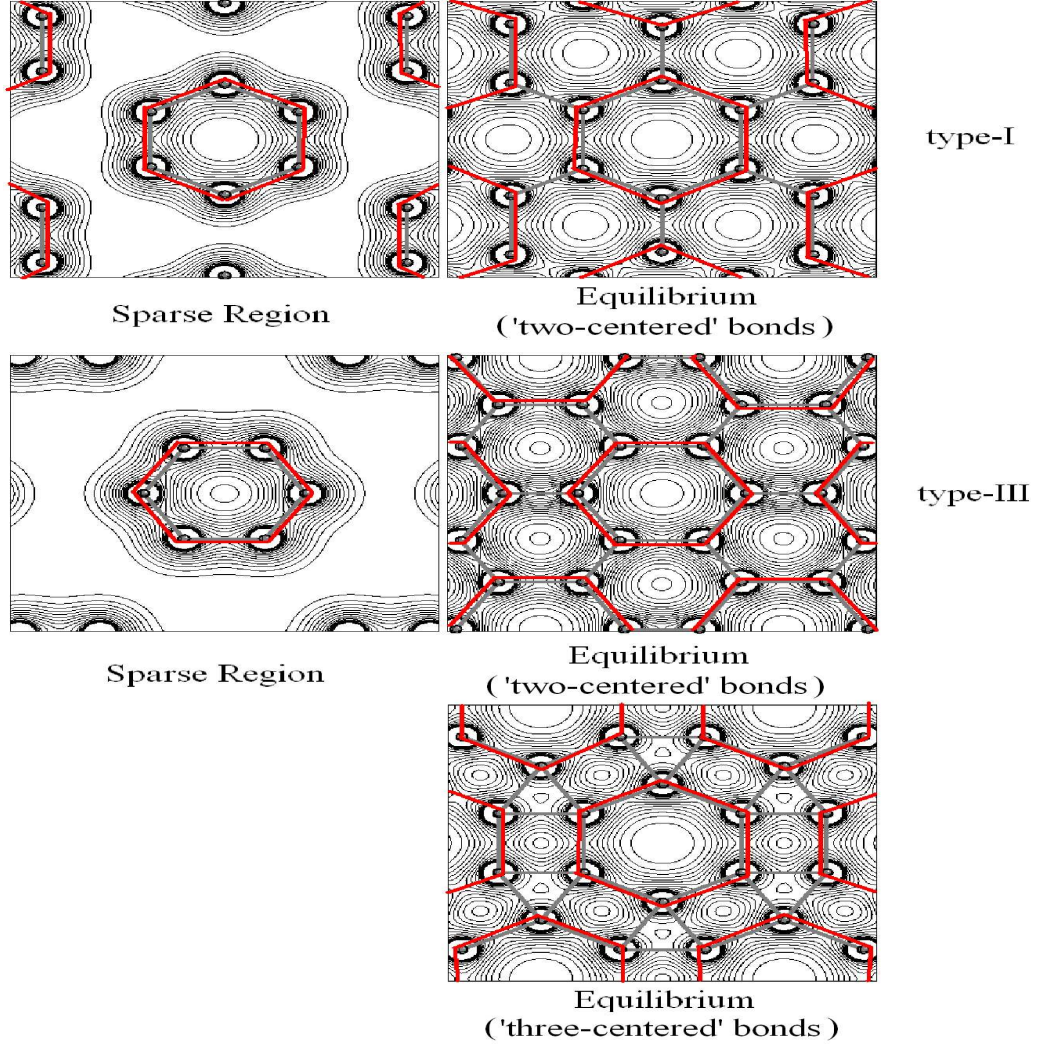 type-I
Sparse Region
Equilibrium
('two-centered' bonds)
type-III
Sparse Region
Equilibrium
('two-centered' bonds)
Equilibrium
('three-centered' bonds)